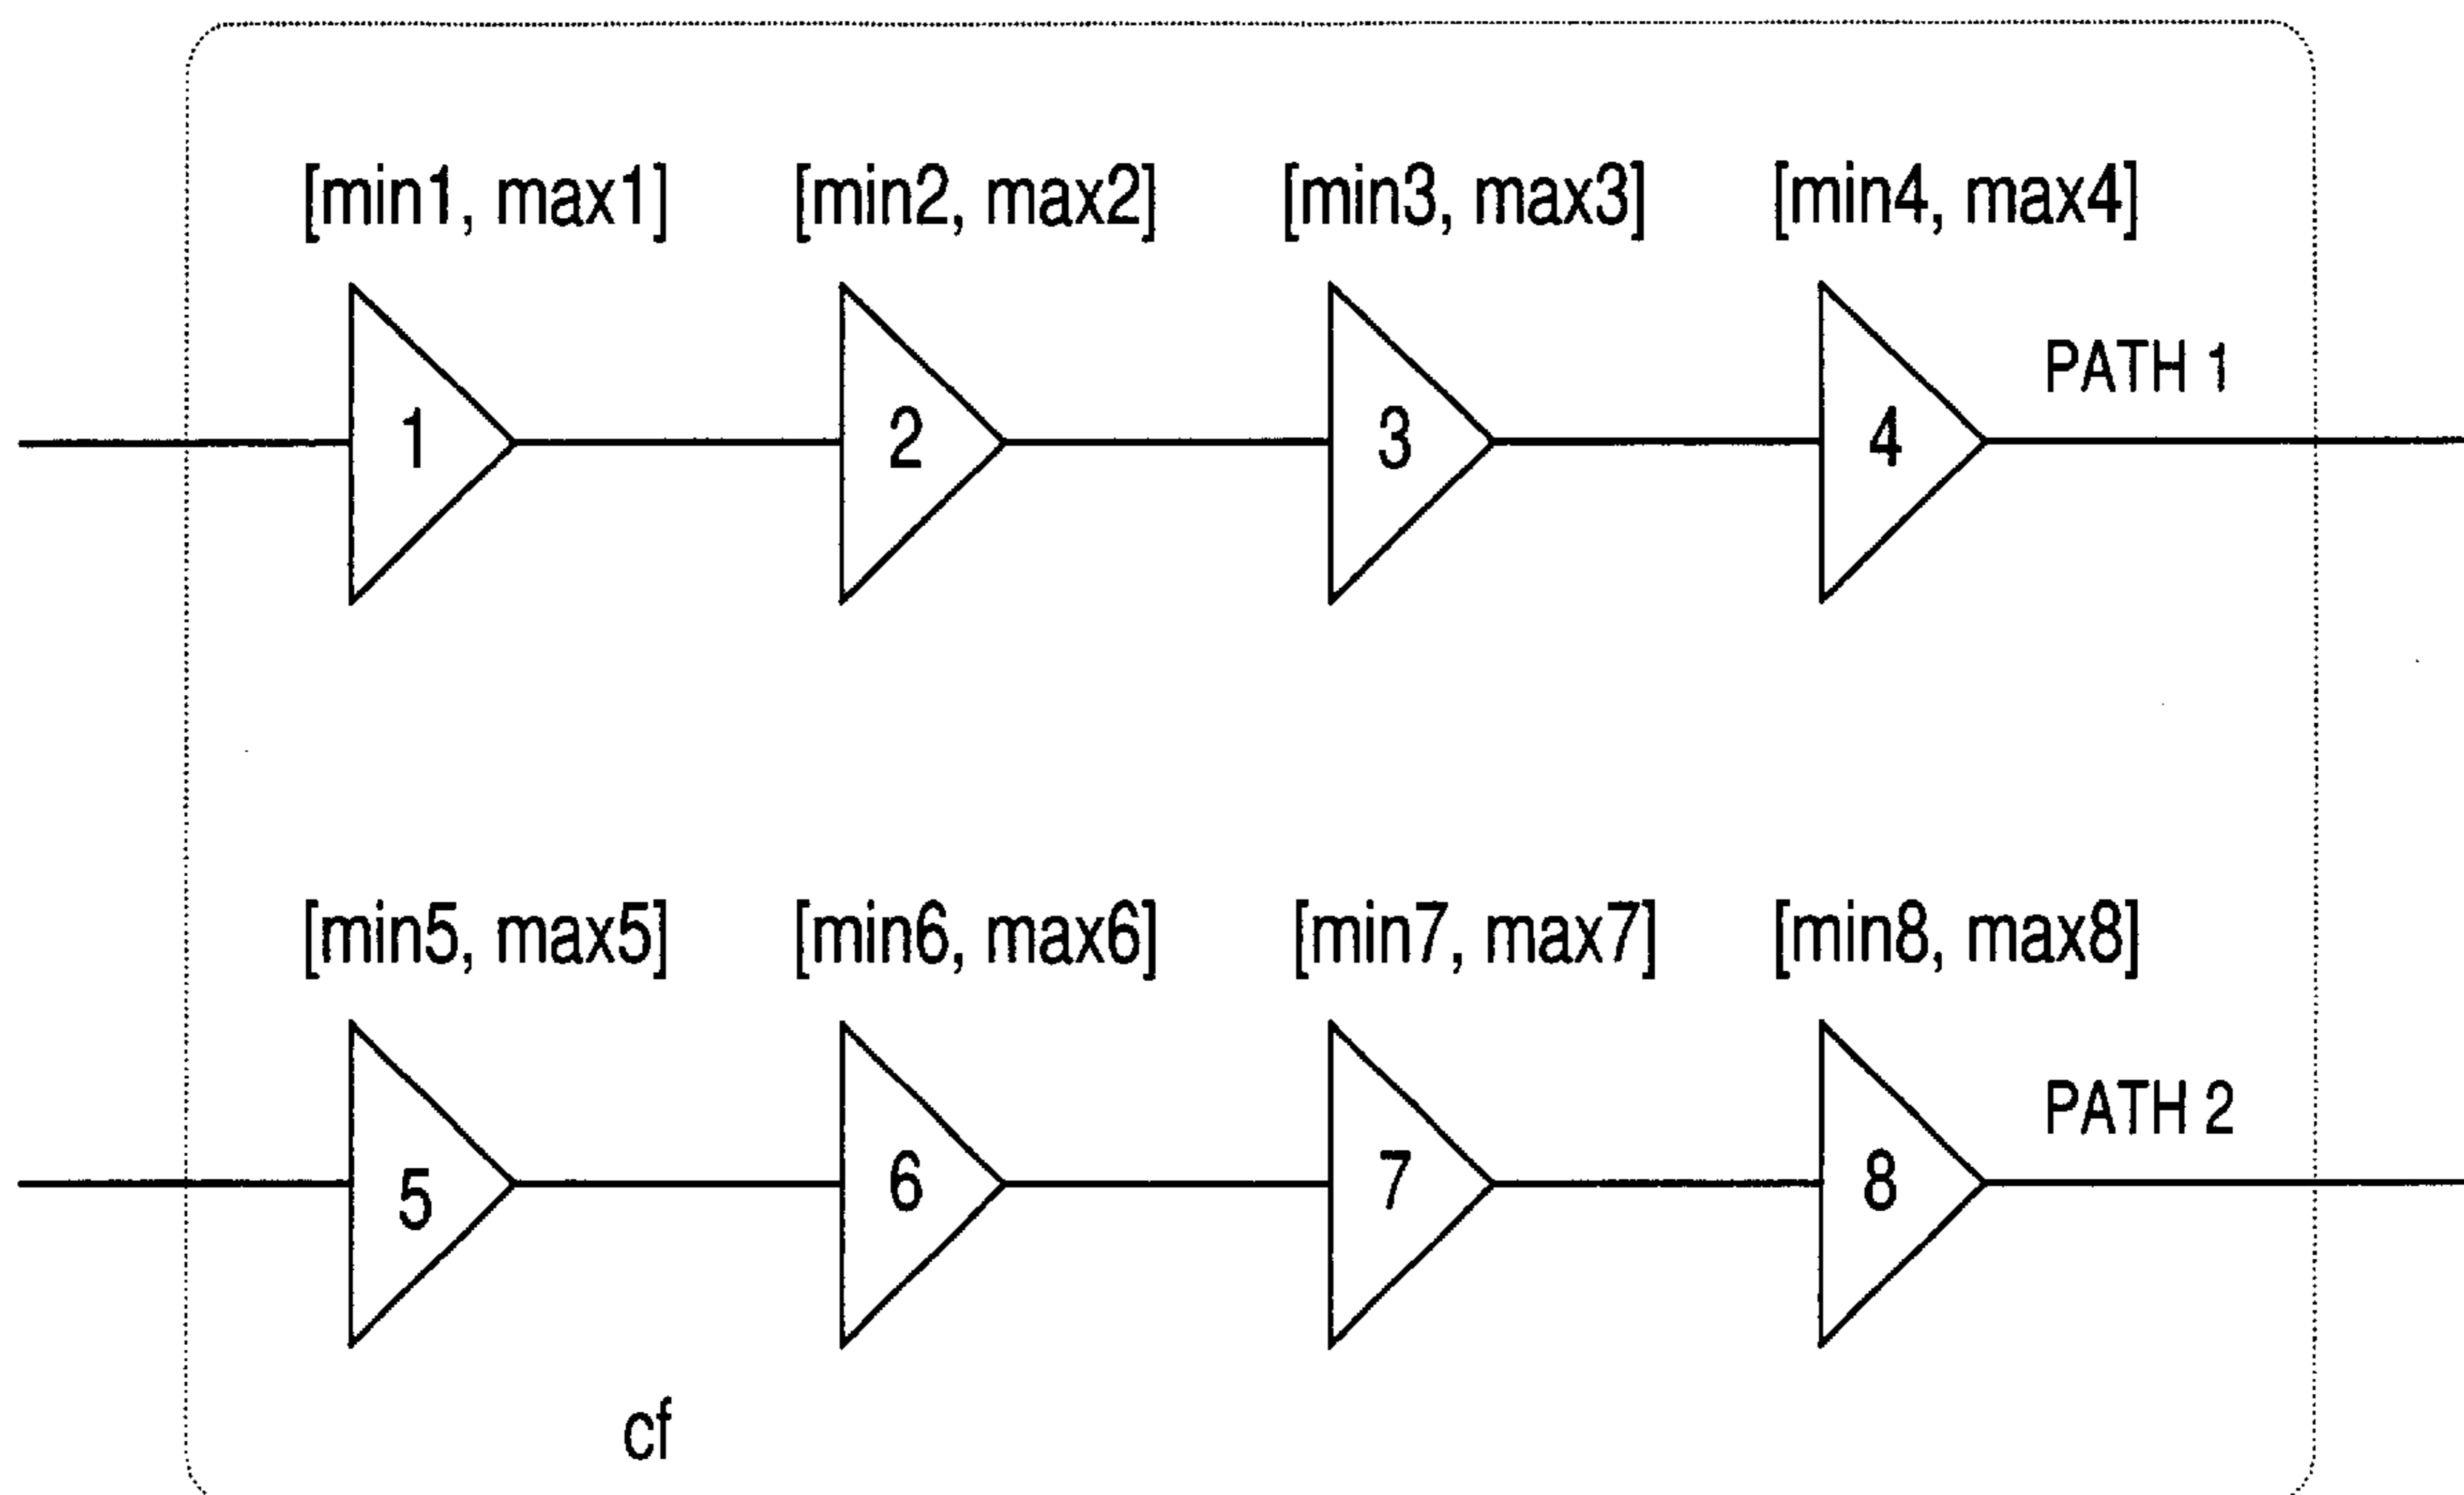 [min1, max1] [min2, max2] [min3, max3] [min4, max4]
PATH 1
1 2 3 4
[min5, max5] [min6, max6] [min7, max7] [min8, max8]
PATH 2
5 6 7 8
cf